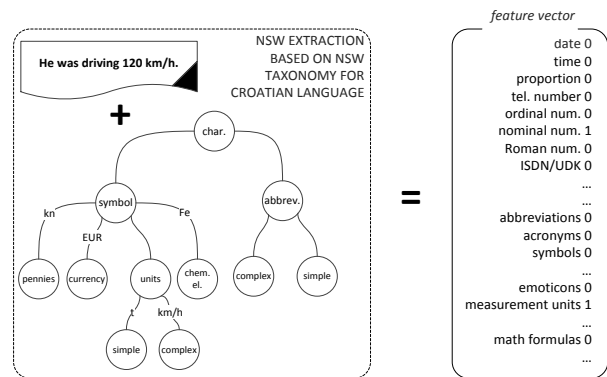 feature vector
NSW EXTRACTION
BASED ON NSW
TAXONOMY FOR
CROATIAN LANGUAGE
He was driving 120 km/h.
+
char.
symbol
abbrev.
kn
EUR
Fe
pennies
currency
units
chem.
el.
complex
simple
t
km/h
simple
complex
=
date 0
time 0
proportion 0
tel. number 0
ordinal num. 0
nominal num. 1
Roman num. 0
ISDN/UDK 0
...
...
abbreviations 0
acronyms 0
symbols 0
...
emoticons 0
measurement units 1
...
math formulas 0
...